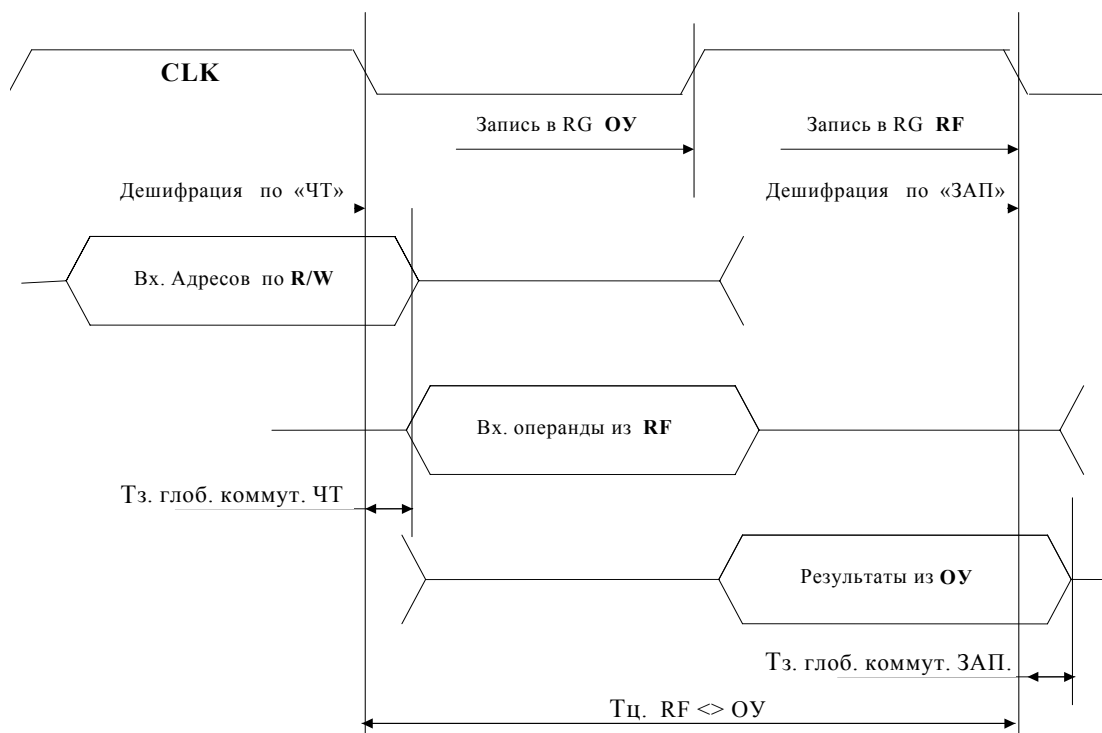 CLK
Запись в RG ОУ
Запись в RG RF
Дешифрация по «ЧТ»
Дешифрация по «ЗАП»
Вх. Адресов по R/W
Вх. операнды из RF
Тз. глоб. коммут. ЧТ
Результаты из ОУ
Тз. глоб. коммут. ЗАП.
Тц. RF <> ОУ